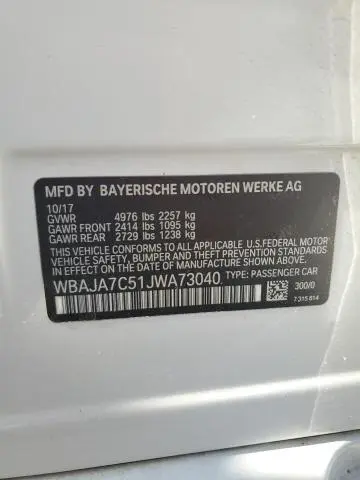 MFD BY BAYERISCHE MOTOREN WERKE AG
10/17
GVWR 4976 lbs 2257 kg
GAWR FRONT 2414 lbs 1095 kg
GAWR REAR 2729 lbs 1238 kg
THIS VEHICLE CONFORMS TO ALL APPLICABLE U.S.FEDERAL MOTOR
VEHICLE SAFETY, BUMPER, AND THEFT PREVENTION STANDARDS
IN EFFECT ON THE DATE OF MANUFACTURE SHOWN ABOVE.
WBAJA7C51JWA73040 TYPE: PASSENGER CAR
300/0
7 315 814